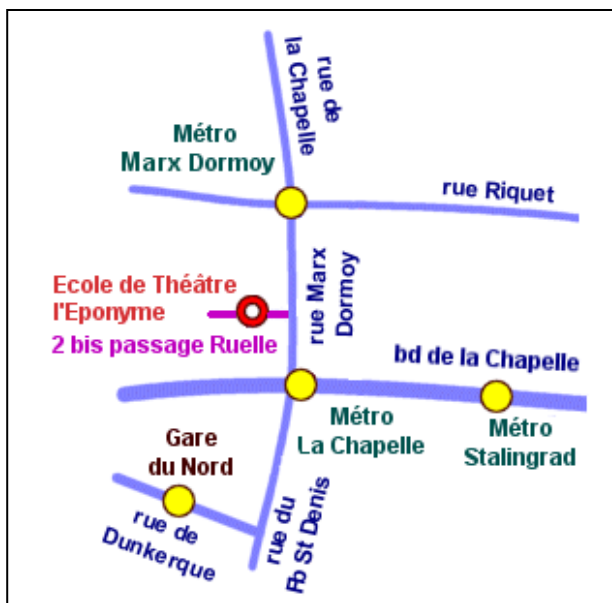 rue de
la Chapelle
Métro
Marx Dormoy
rue Riquet
Ecole de Théâtre
l'Eponyme
2 bis passage Ruelle
rue Marx
Dormoy
bd de la Chapelle
Métro
La Chapelle
Métro
Stalingrad
Gare
du Nord
rue de
Dunkerque
rue du
Fb St Denis